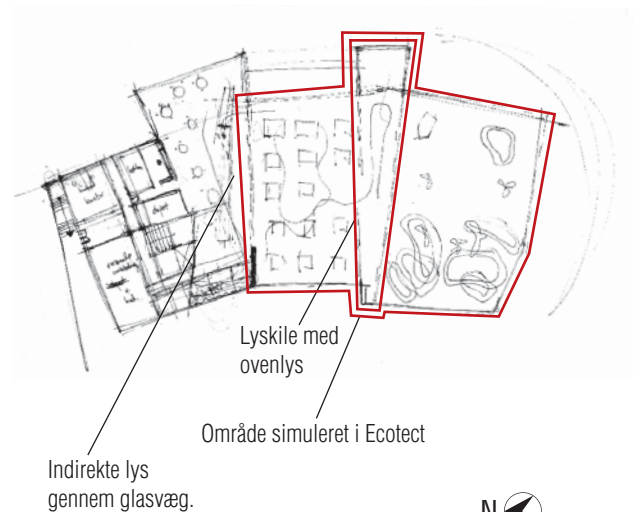 Lyskile med
ovenlys
Område simuleret i Ecotect
Indirekte lys
gennem glasvæg.
N